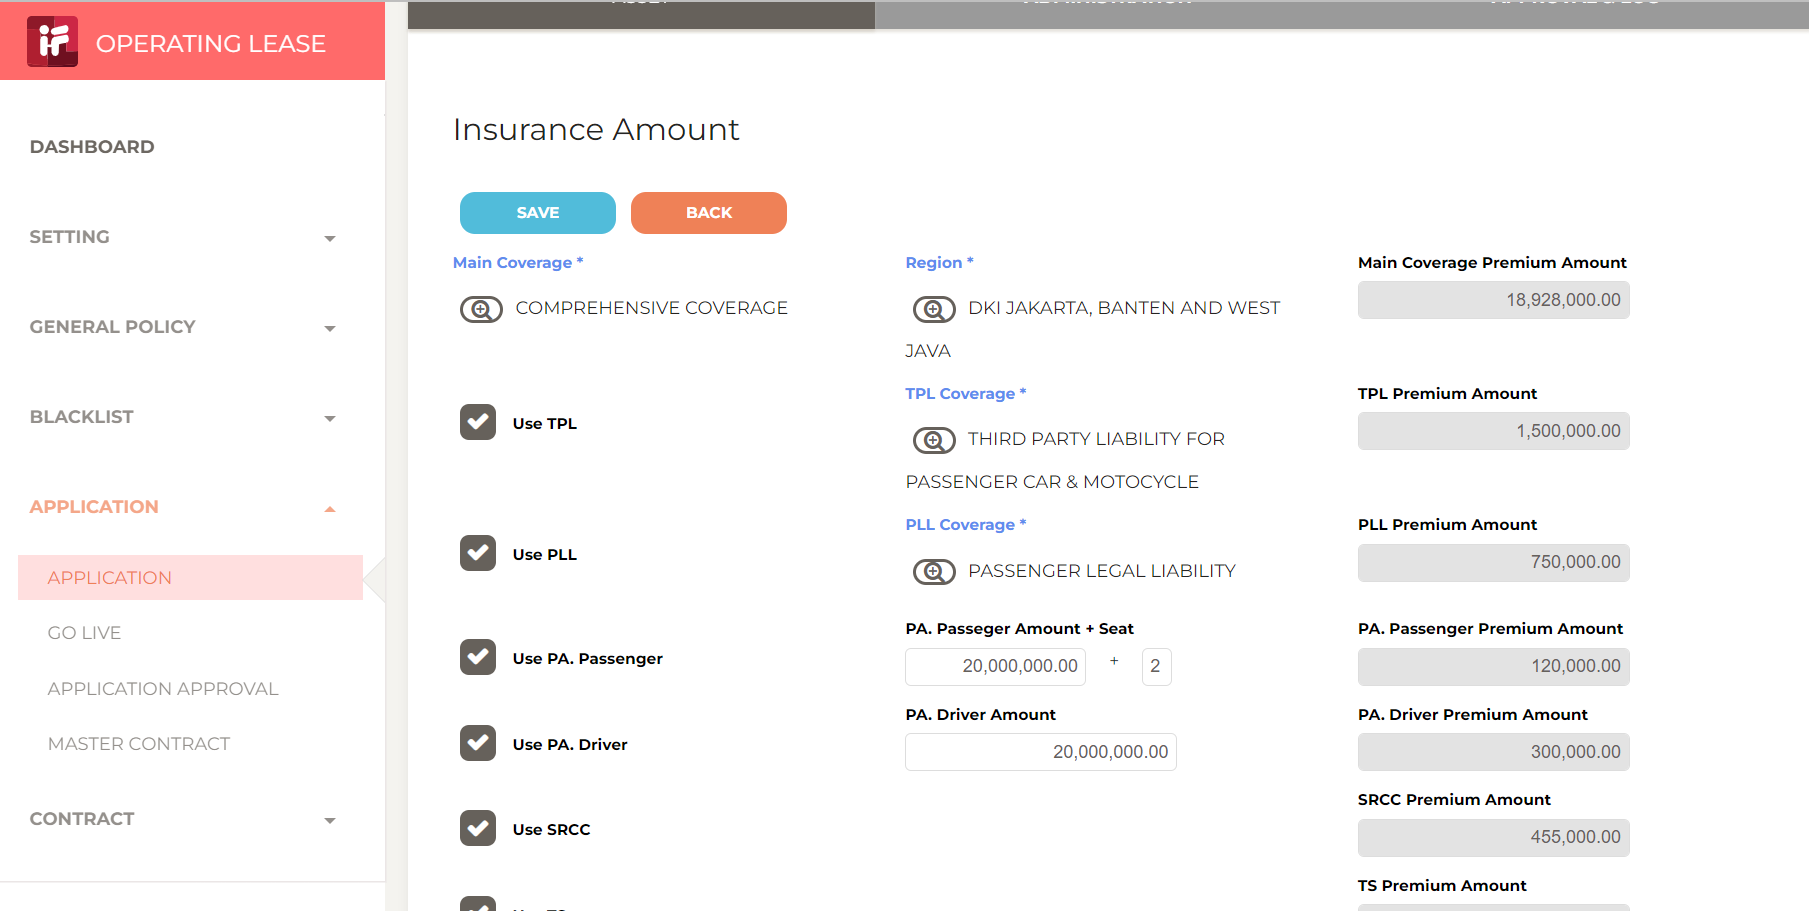 OPERATING LEASE
DASHBOARD
SETTING
GENERAL POLICY
BLACKLIST
APPLICATION
APPLICATION
GO LIVE
APPLICATION APPROVAL
MASTER CONTRACT
CONTRACT
Insurance Amount
SAVE
BACK
Main Coverage *
COMPREHENSIVE COVERAGE
Region *
DKI JAKARTA, BANTEN AND WEST
JAVA
Main Coverage Premium Amount
18,928,000.00
Use TPL
TPL Coverage *
THIRD PARTY LIABILITY FOR
PASSENGER CAR & MOTOCYCLE
TPL Premium Amount
1,500,000.00
Use PLL
PLL Coverage *
PASSENGER LEGAL LIABILITY
PLL Premium Amount
750,000.00
Use PA. Passenger
PA. Passeger Amount + Seat
20,000,000.00 + 2
PA. Passenger Premium Amount
120,000.00
Use PA. Driver
PA. Driver Amount
20,000,000.00
PA. Driver Premium Amount
300,000.00
Use SRCC
SRCC Premium Amount
455,000.00
TS Premium Amount